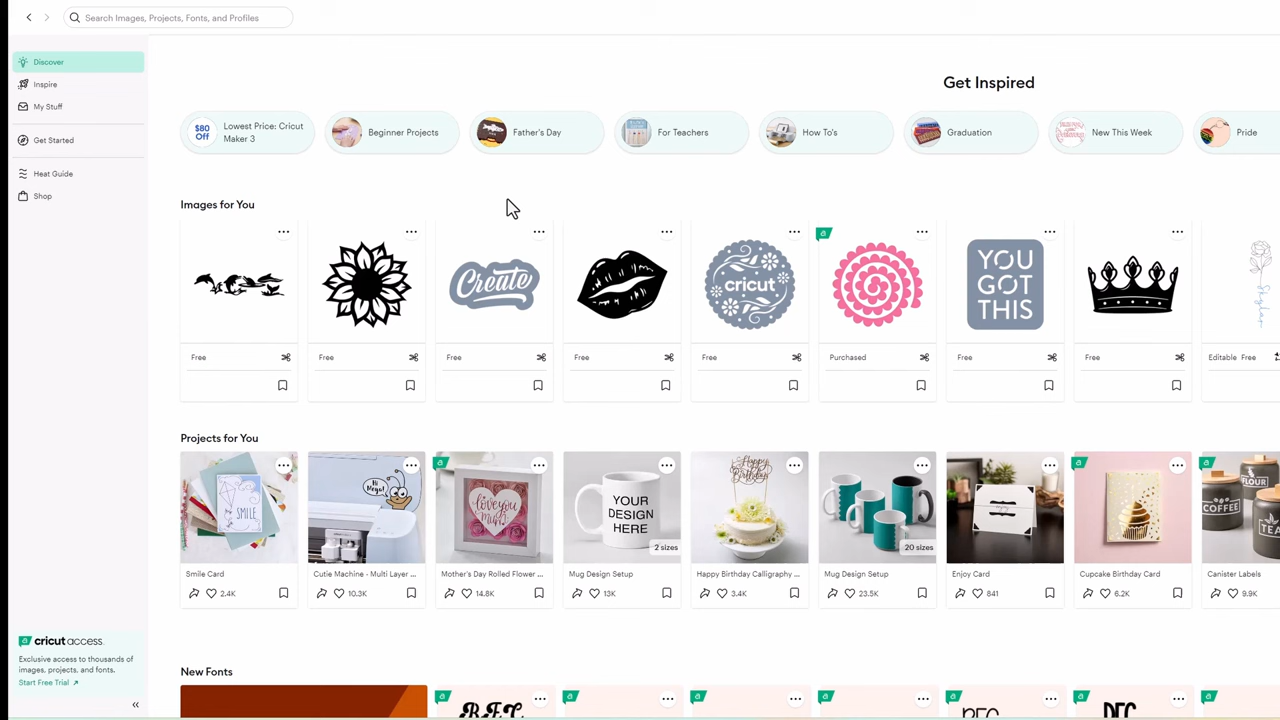 Search Images, Projects, Fonts, and Profiles
Discover
Inspire
My Stuff
Get Started
Heat Guide
Shop
Get Inspired
$80 Off
Lowest Price: Cricut Maker 3
Beginner Projects
Father's Day
For Teachers
How To's
Graduation
New This Week
Pride
Images for You
Create
cricut
YOU
GOT
THIS
Skylar
Free
Free
Free
Free
Free
Purchased
Free
Free
Editable Free
Projects for You
SMILE
Hi Maya!
love you mum
YOUR
DESIGN
HERE
2 sizes
Happy Birthday
20 sizes
enjoy
COFFEE
FLOUR
TEA
Smile Card
Cutie Machine - Multi Layer ...
Mother's Day Rolled Flower ...
Mug Design Setup
Happy Birthday Calligraphy ...
Mug Design Setup
Enjoy Card
Cupcake Birthday Card
Canister Labels
2.4K
10.3K
14.8K
13K
3.4K
23.5K
841
6.2K
9.9K
New Fonts
cricut access.
Exclusive access to thousands of
images, projects, and fonts.
Start Free Trial